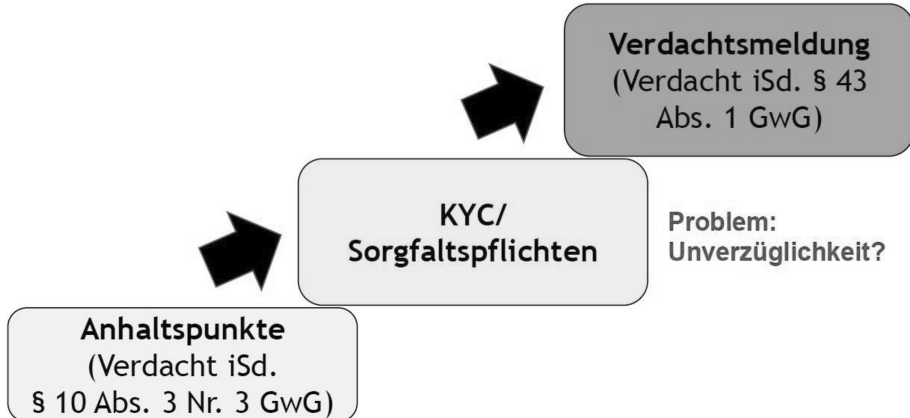 Verdachtsmeldung
(Verdacht iSd. § 43
Abs. 1 GwG)
KYC/
Sorgfaltspflichten
Problem:
Unverzüglichkeit?
Anhaltspunkte
(Verdacht iSd.
§ 10 Abs. 3 Nr. 3 GwG)